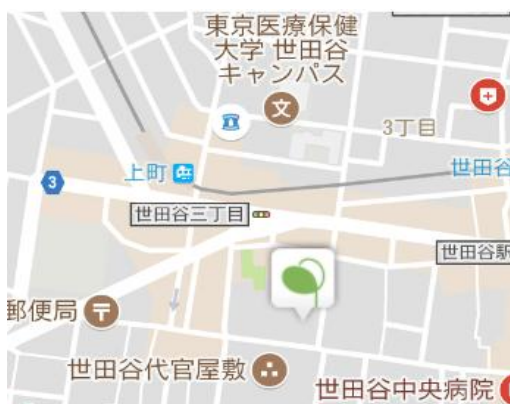 東京医療保健
大学 世田谷
キャンパス
文
3丁目
上町
世田谷
3
世田谷三丁目
世田谷駅
郵便局
世田谷代官屋敷
世田谷中央病院